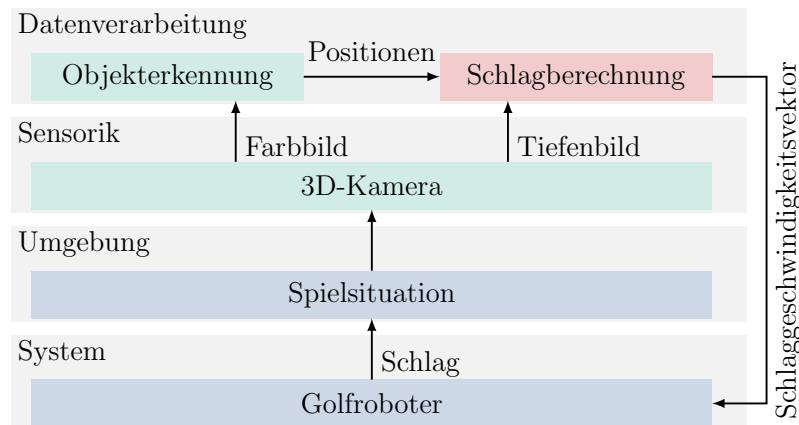 Datenverarbeitung
Positionen
Objekterkennung
Schlagberechnung
Schlaggeschwindigkeitsvektor
Sensorik
Farbbild
Tiefenbild
3D-Kamera
Umgebung
Spielsituation
System
Schlag
Golfroboter